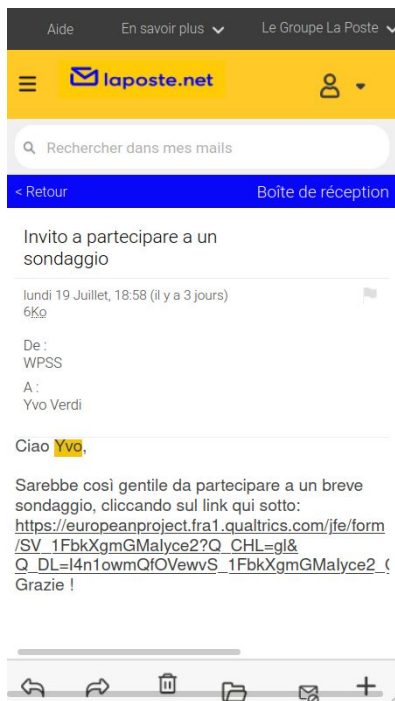 Aide En savoir plus Le Groupe La Poste
laposte.net
Rechercher dans mes mails
< Retour Boîte de réception
Invito a partecipare a un
sondaggio
lundi 19 Juillet, 18:58 (il y a 3 jours)
6Ko
De :
WPSS
A :
Yvo Verdi
Ciao Yvo,
Sarebbe così gentile da partecipare a un breve
sondaggio, cliccando sul link qui sotto:
https://europeanproject.fra1.qualtrics.com/jfe/form
/SV_1FbkXgmGMaIyce2?Q_CHL=gl&
Q_DL=I4n1owmQfOVewvS_1FbkXgmGMaIyce2_
Grazie !